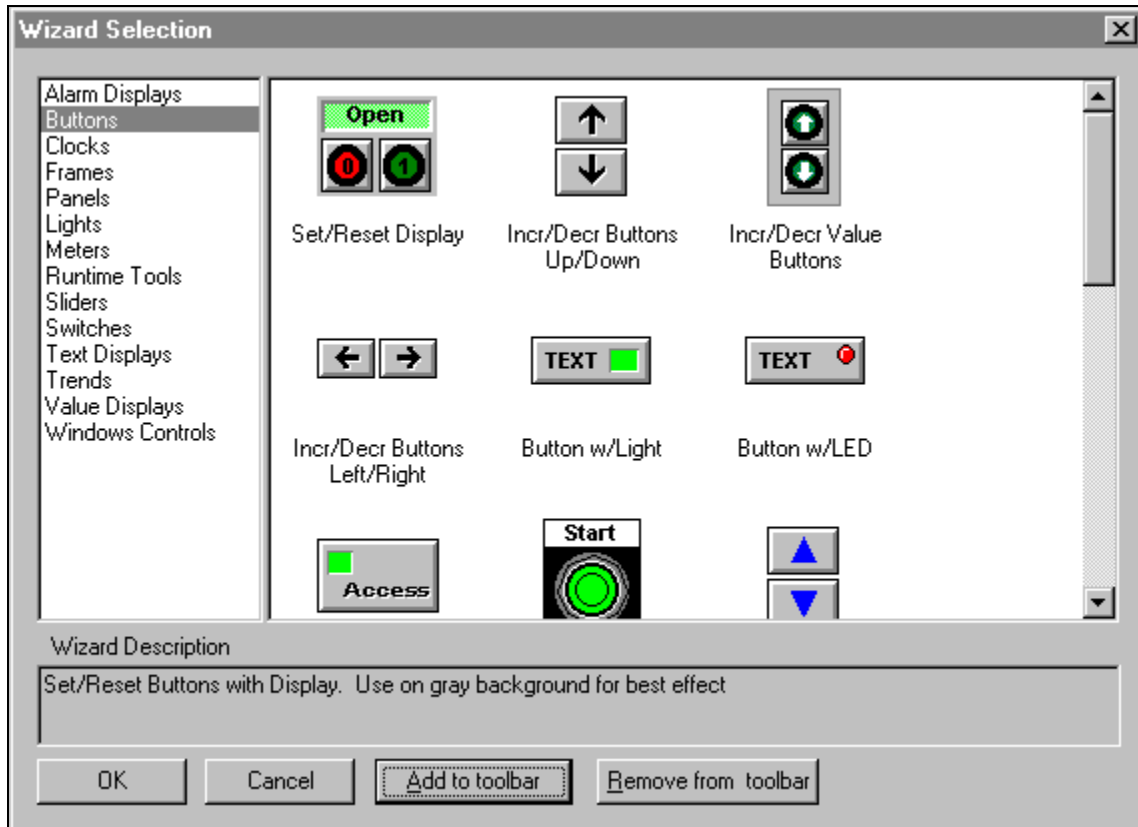 Wizard Selection
Alarm Displays
Buttons
Clocks
Frames
Panels
Lights
Meters
Runtime Tools
Sliders
Switches
Text Displays
Trends
Value Displays
Windows Controls
Open
0 1
Set/Reset Display
Incr/Decr Buttons
Up/Down
Incr/Decr Value
Buttons
TEXT
TEXT
Incr/Decr Buttons
Left/Right
Button w/Light
Button w/LED
Access
Start
Wizard Description
Set/Reset Buttons with Display.  Use on gray background for best effect
OK
Cancel
Add to toolbar
Remove from  toolbar